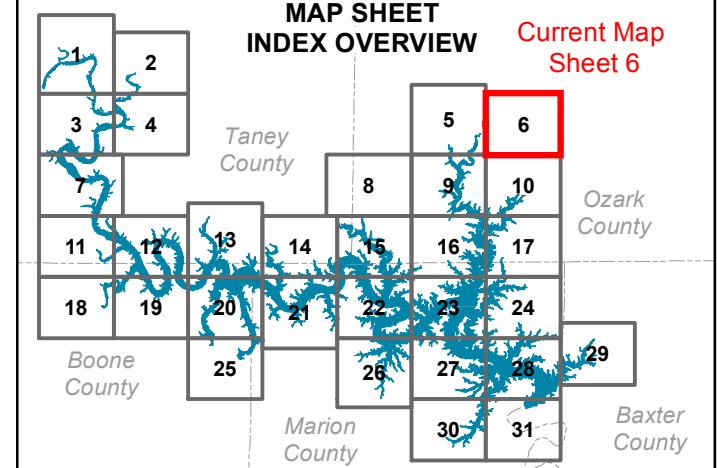 MAP SHEET
INDEX OVERVIEW
Current Map
Sheet 6
1
2
3
4
5
6
Taney
County
7
8
9
10
Ozark
County
11
12
13
14
15
16
17
18
19
20
21
22
23
24
Boone
County
25
26
27
28
29
Marion
County
30
31
Baxter
County